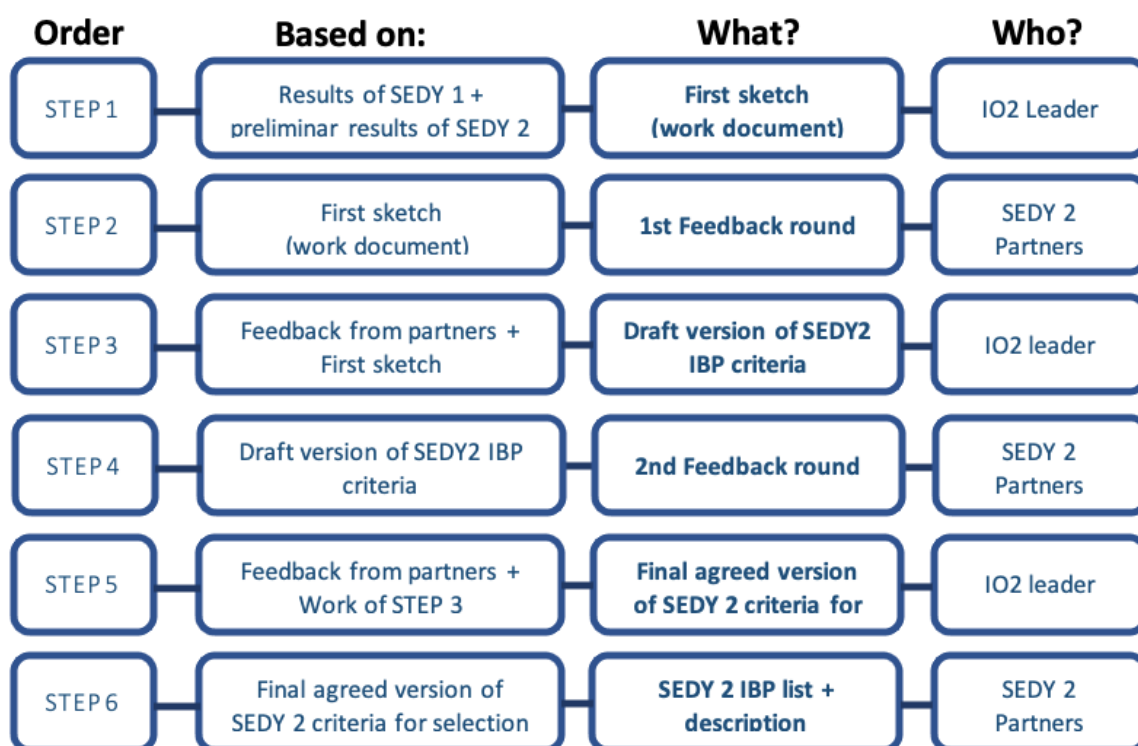 Order Based on: What? Who?
STEP 1
Results of SEDY 1 +
preliminar results of SEDY 2
First sketch
(work document)
IO2 Leader
STEP 2
First sketch
(work document)
1st Feedback round
SEDY 2
Partners
STEP 3
Feedback from partners +
First sketch
Draft version of SEDY2
IBP criteria
IO2 leader
STEP 4
Draft version of SEDY2 IBP
criteria
2nd Feedback round
SEDY 2
Partners
STEP 5
Feedback from partners +
Work of STEP 3
Final agreed version
of SEDY 2 criteria for
IO2 leader
STEP 6
Final agreed version of
SEDY 2 criteria for selection
SEDY 2 IBP list +
description
SEDY 2
Partners